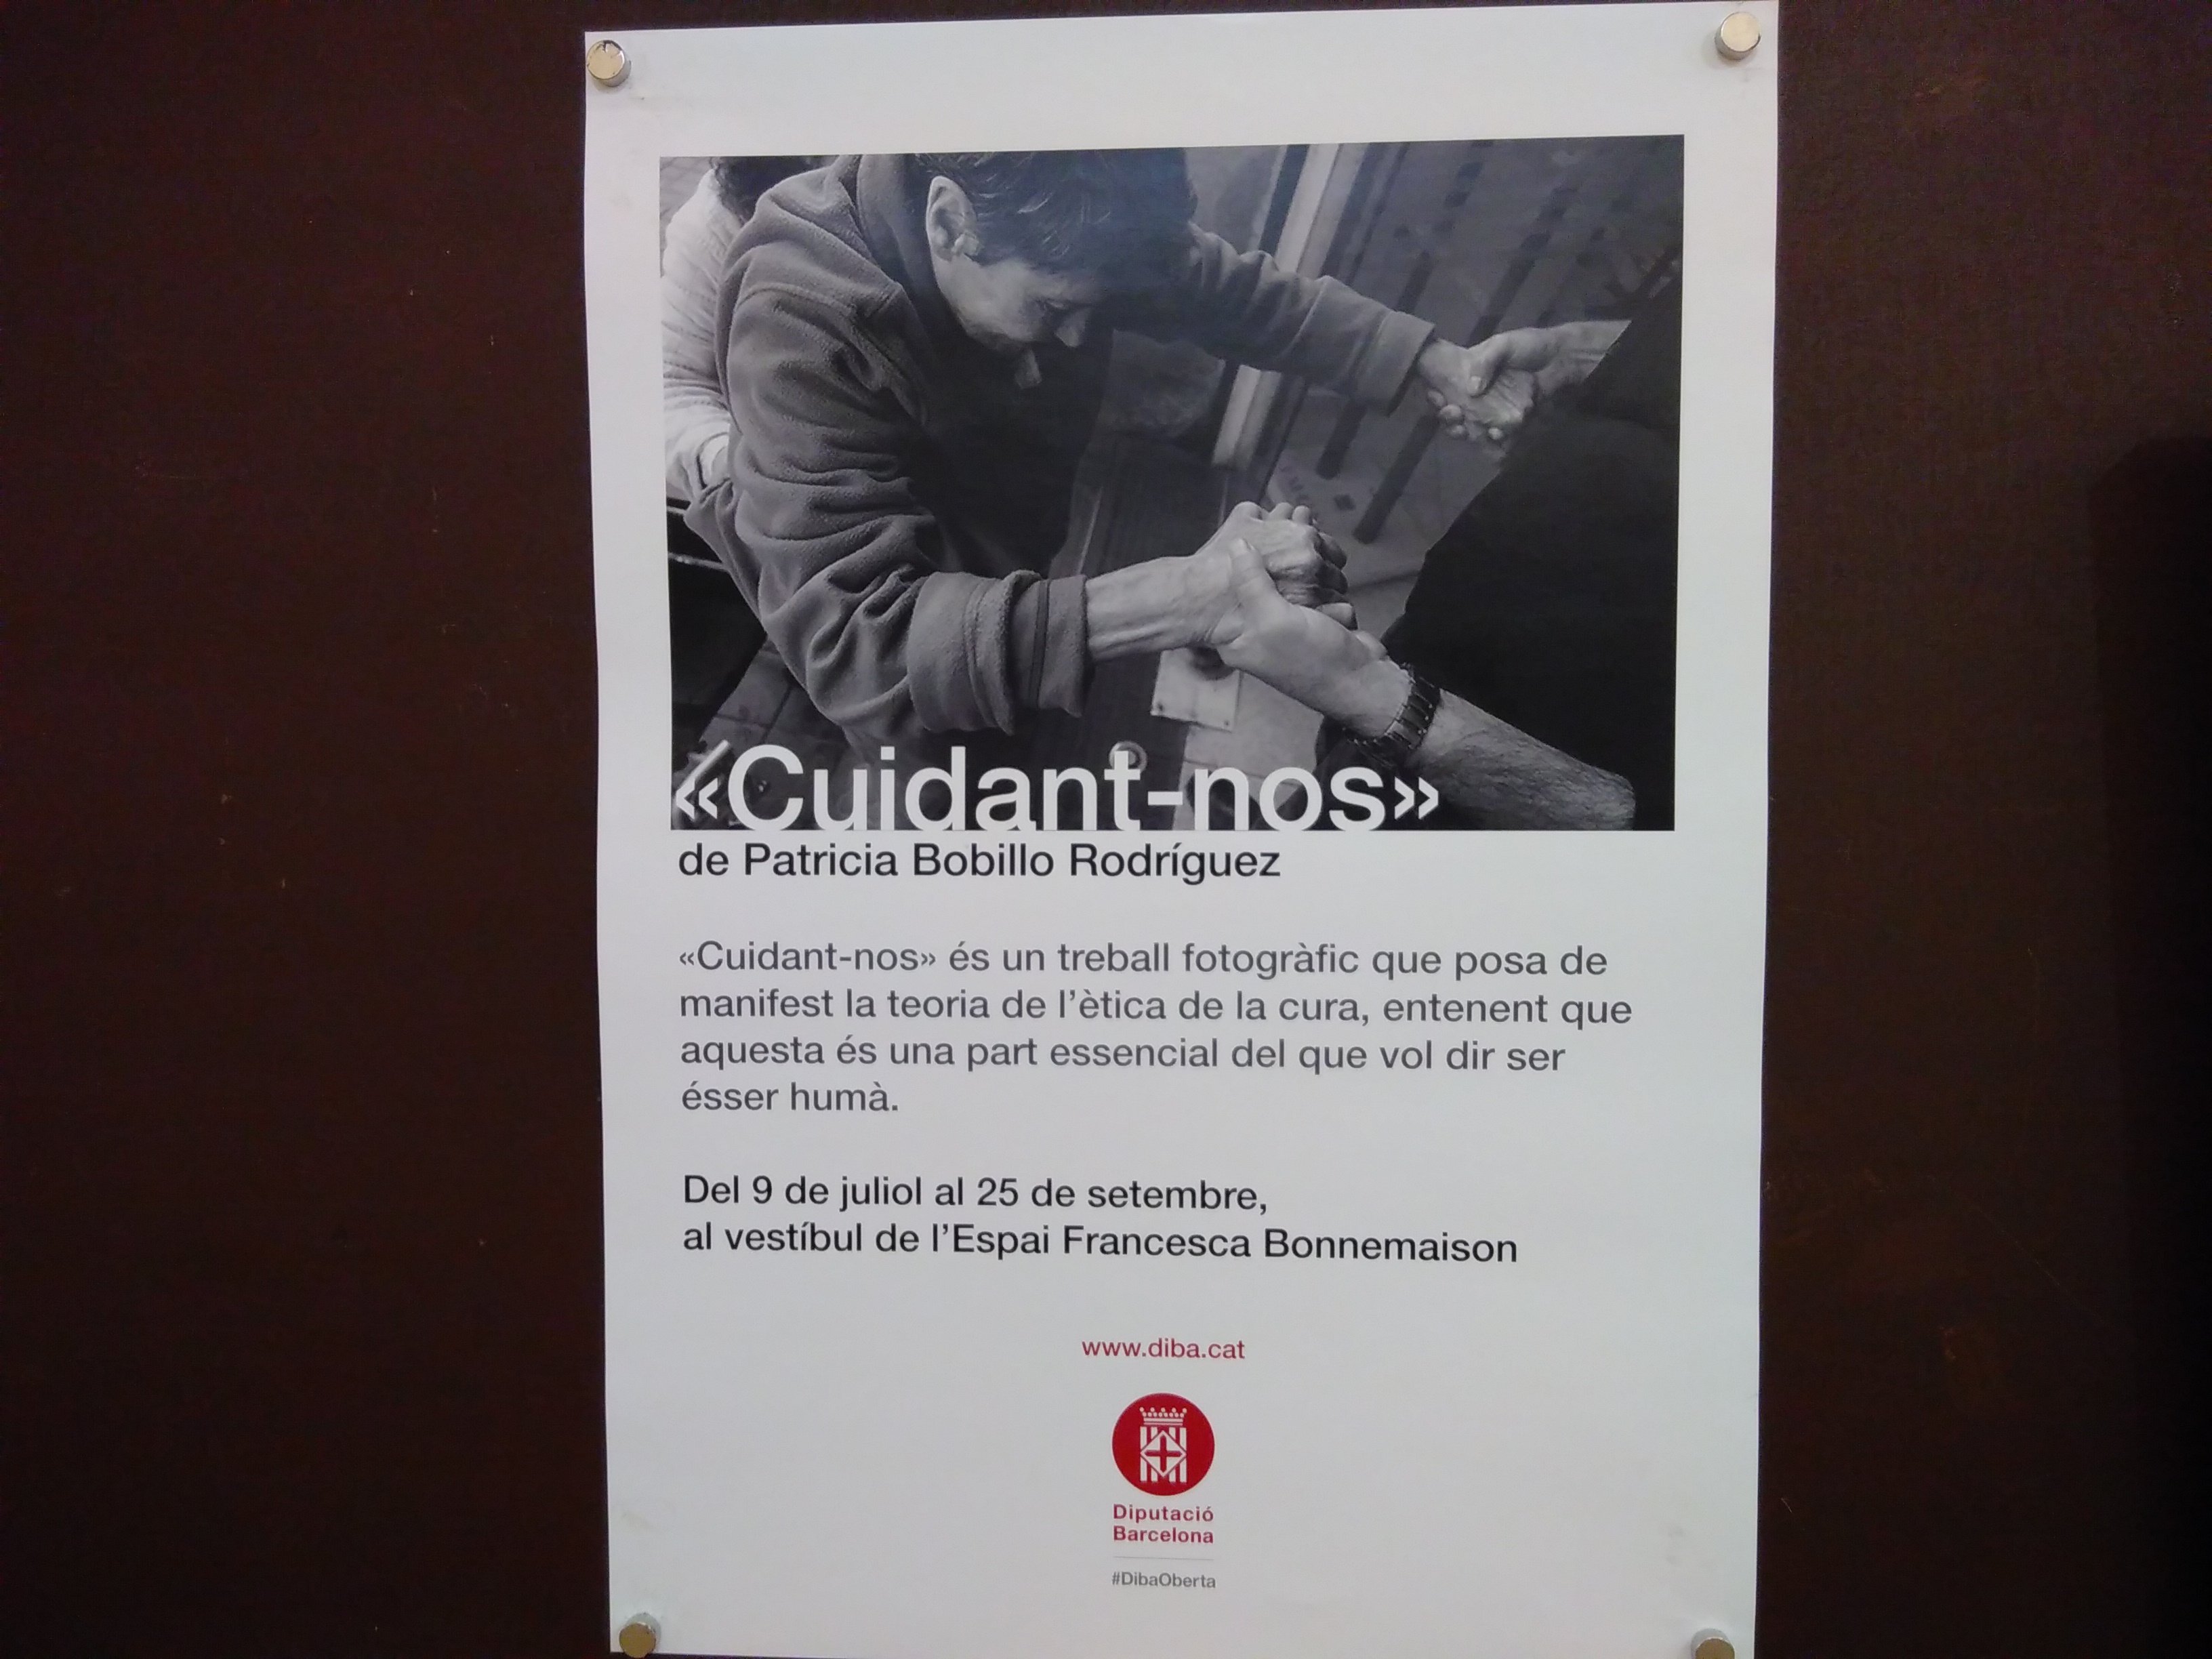 «Cuidant-nos»
de Patricia Bobillo Rodríguez
«Cuidant-nos» és un treball fotogràfic que posa de
manifest la teoria de l’ètica de la cura, entenent que
aquesta és una part essencial del que vol dir ser
ésser humà.
Del 9 de juliol al 25 de setembre,
al vestíbul de l’Espai Francesca Bonnemaison
www.diba.cat
Diputació
Barcelona
#DibaOberta